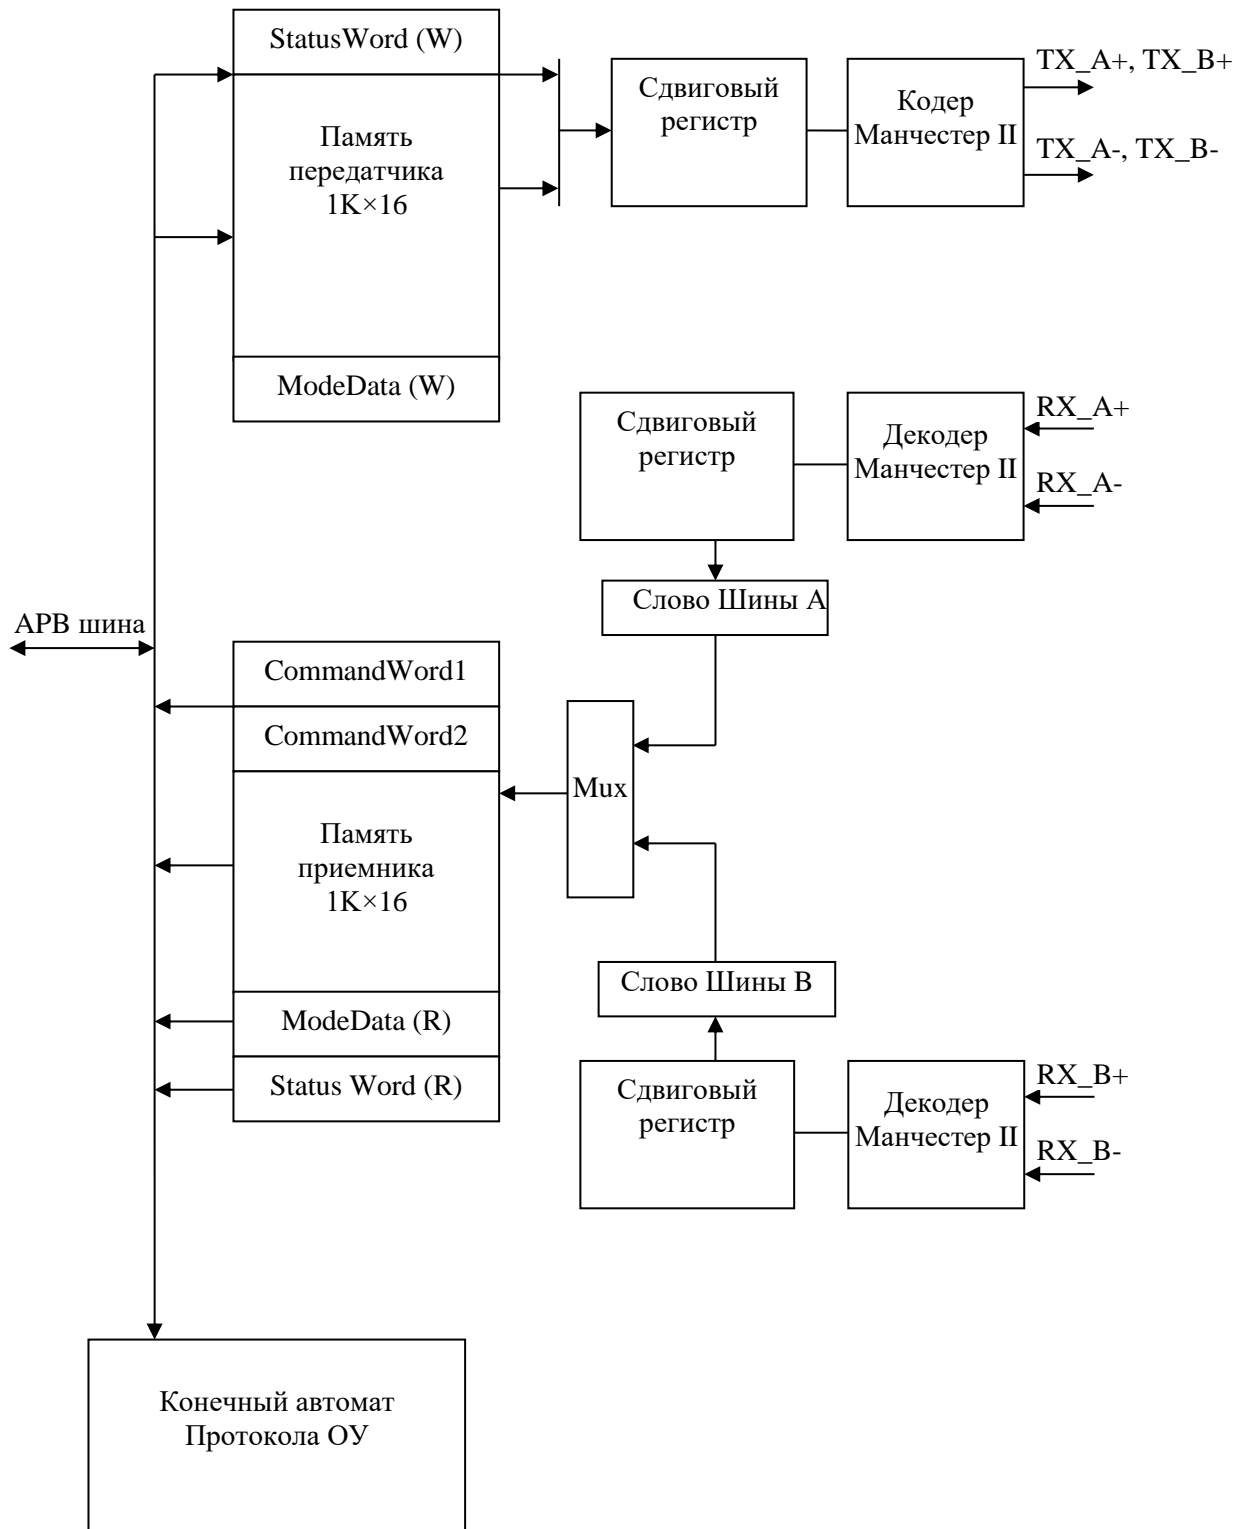 StatusWord (W)
Память
передатчика
1K×16
ModeData (W)
Сдвиговый
регистр
Кодер
Манчестер II
TX_A+, TX_B+
TX_A-, TX_B-
Сдвиговый
регистр
Декодер
Манчестер II
RX_A+
RX_A-
Слово Шины А
APB шина
CommandWord1
CommandWord2
Память
приемника
1K×16
ModeData (R)
Status Word (R)
Mux
Слово Шины В
Сдвиговый
регистр
Декодер
Манчестер II
RX_B+
RX_B-
Конечный автомат
Протокола ОУ